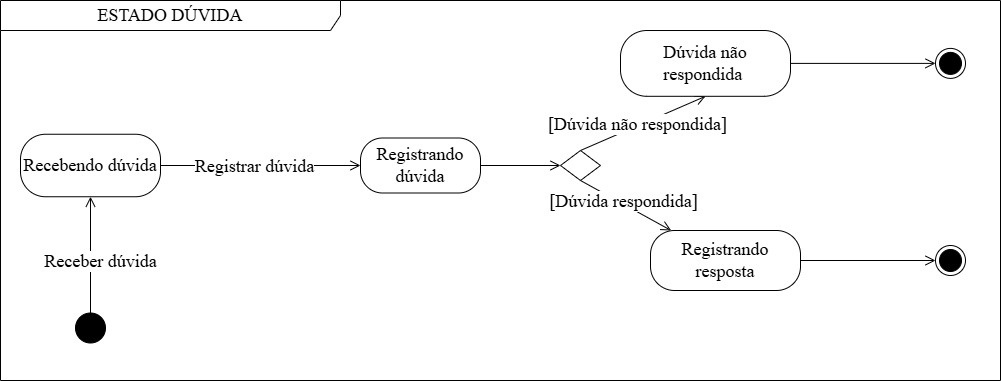 ESTADO DÚVIDA
Dúvida não
respondida
[Dúvida não respondida]
Recebendo dúvida
Registrar dúvida
Registrando
dúvida
[Dúvida respondida]
Registrando
resposta
Receber dúvida